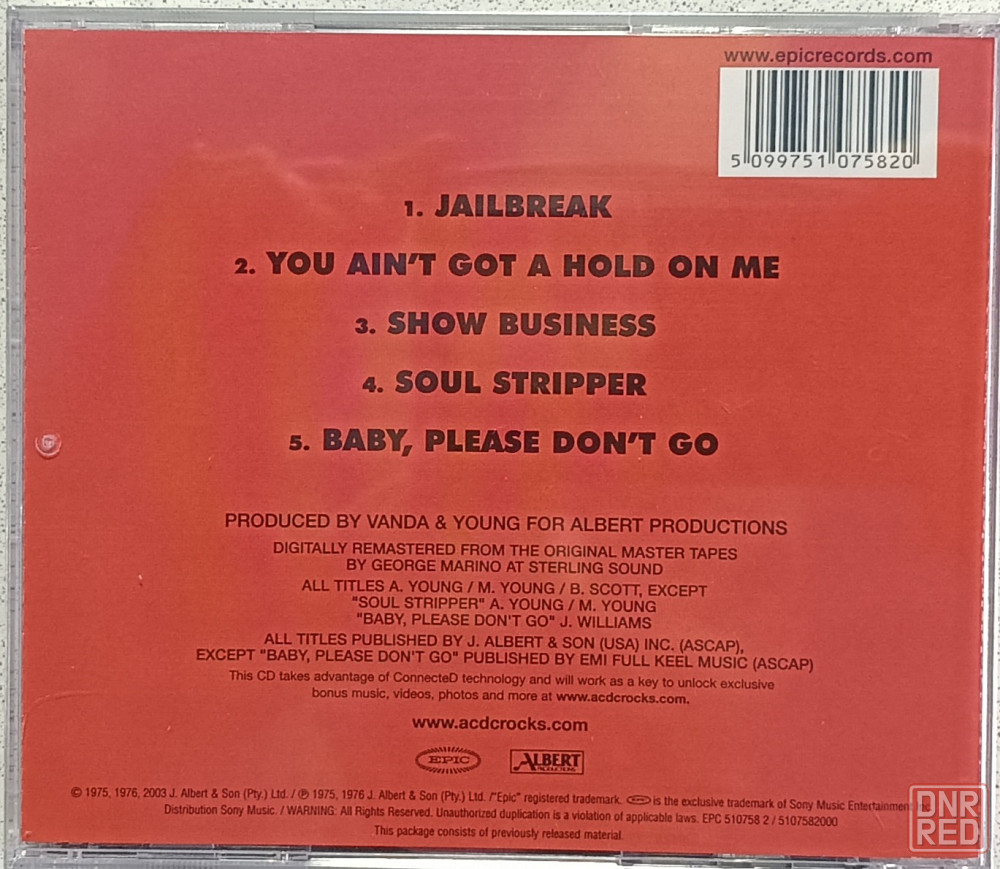 www.epicrecords.com
5 099751 075820
1. JAILBREAK
2. YOU AIN'T GOT A HOLD ON ME
3. SHOW BUSINESS
4. SOUL STRIPPER
5. BABY, PLEASE DON'T GO
PRODUCED BY VANDA & YOUNG FOR ALBERT PRODUCTIONS
DIGITALLY REMASTERED FROM THE ORIGINAL MASTER TAPES
BY GEORGE MARINO AT STERLING SOUND
ALL TITLES A. YOUNG / M. YOUNG / B. SCOTT, EXCEPT
"SOUL STRIPPER" A. YOUNG / M. YOUNG
"BABY, PLEASE DON'T GO" J. WILLIAMS
ALL TITLES PUBLISHED BY J. ALBERT & SON (USA) INC. (ASCAP),
EXCEPT "BABY, PLEASE DON'T GO" PUBLISHED BY EMI FULL KEEL MUSIC (ASCAP)
This CD takes advantage of ConnecteD technology and will work as a key to unlock exclusive
bonus music, videos, photos and more at www.acdcrocks.com.
www.acdcrocks.com
EPIC ALBERT
PRODUCTIONS
© 1975, 1976, 2003 J. Albert & Son (Pty.) Ltd. / ℗ 1975, 1976 J. Albert & Son (Pty.) Ltd. /"Epic" registered trademark. EPIC is the exclusive trademark of Sony Music Entertainment Inc.
Distribution Sony Music. / WARNING: All Rights Reserved. Unauthorized duplication is a violation of applicable laws. EPC 510758 2 / 5107582000
This package consists of previously released material.
DNR
RED